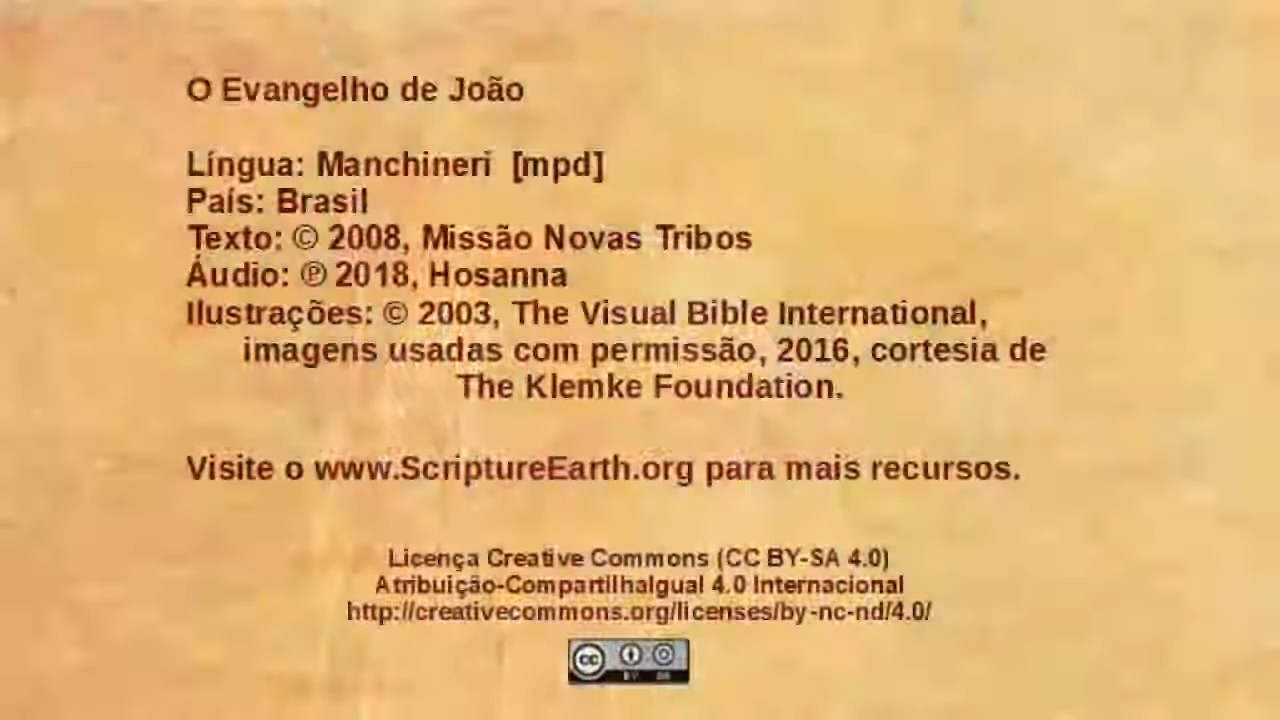 O Evangelho de João
Língua: Manchineri [mpd]
País: Brasil
Texto: © 2008, Missão Novas Tribos
Áudio: ℗ 2018, Hosanna
Ilustrações: © 2003, The Visual Bible International,
imagens usadas com permissão, 2016, cortesia de
The Klemke Foundation.
Visite o www.ScriptureEarth.org para mais recursos.
Licença Creative Commons (CC BY-SA 4.0)
Atribuição-CompartilhaIgual 4.0 Internacional
http://creativecommons.org/licenses/by-nc-nd/4.0/
cc BY SA